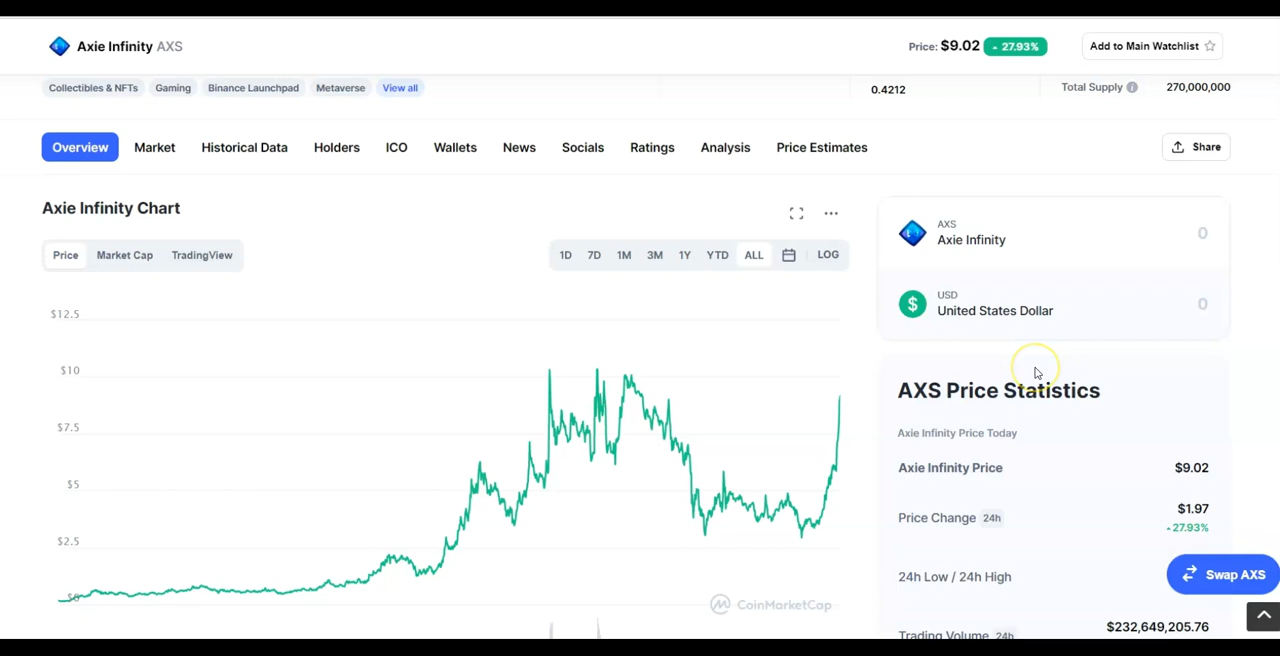 Axie Infinity AXS
Price: $9.02 27.93%
Add to Main Watchlist
Collectibles & NFTs Gaming Binance Launchpad Metaverse View all
0.4212
Total Supply 270,000,000
Overview Market Historical Data Holders ICO Wallets News Socials Ratings Analysis Price Estimates
Share
Axie Infinity Chart
Price Market Cap TradingView
1D 7D 1M 3M 1Y YTD ALL LOG
$12.5
$10
$7.5
$5
$2.5
$0
CoinMarketCap
AXS
Axie Infinity 0
USD
United States Dollar 0
AXS Price Statistics
Axie Infinity Price Today
Axie Infinity Price $9.02
Price Change 24h $1.97
27.93%
24h Low / 24h High
Swap AXS
Trading Volume 24h $232,649,205.76